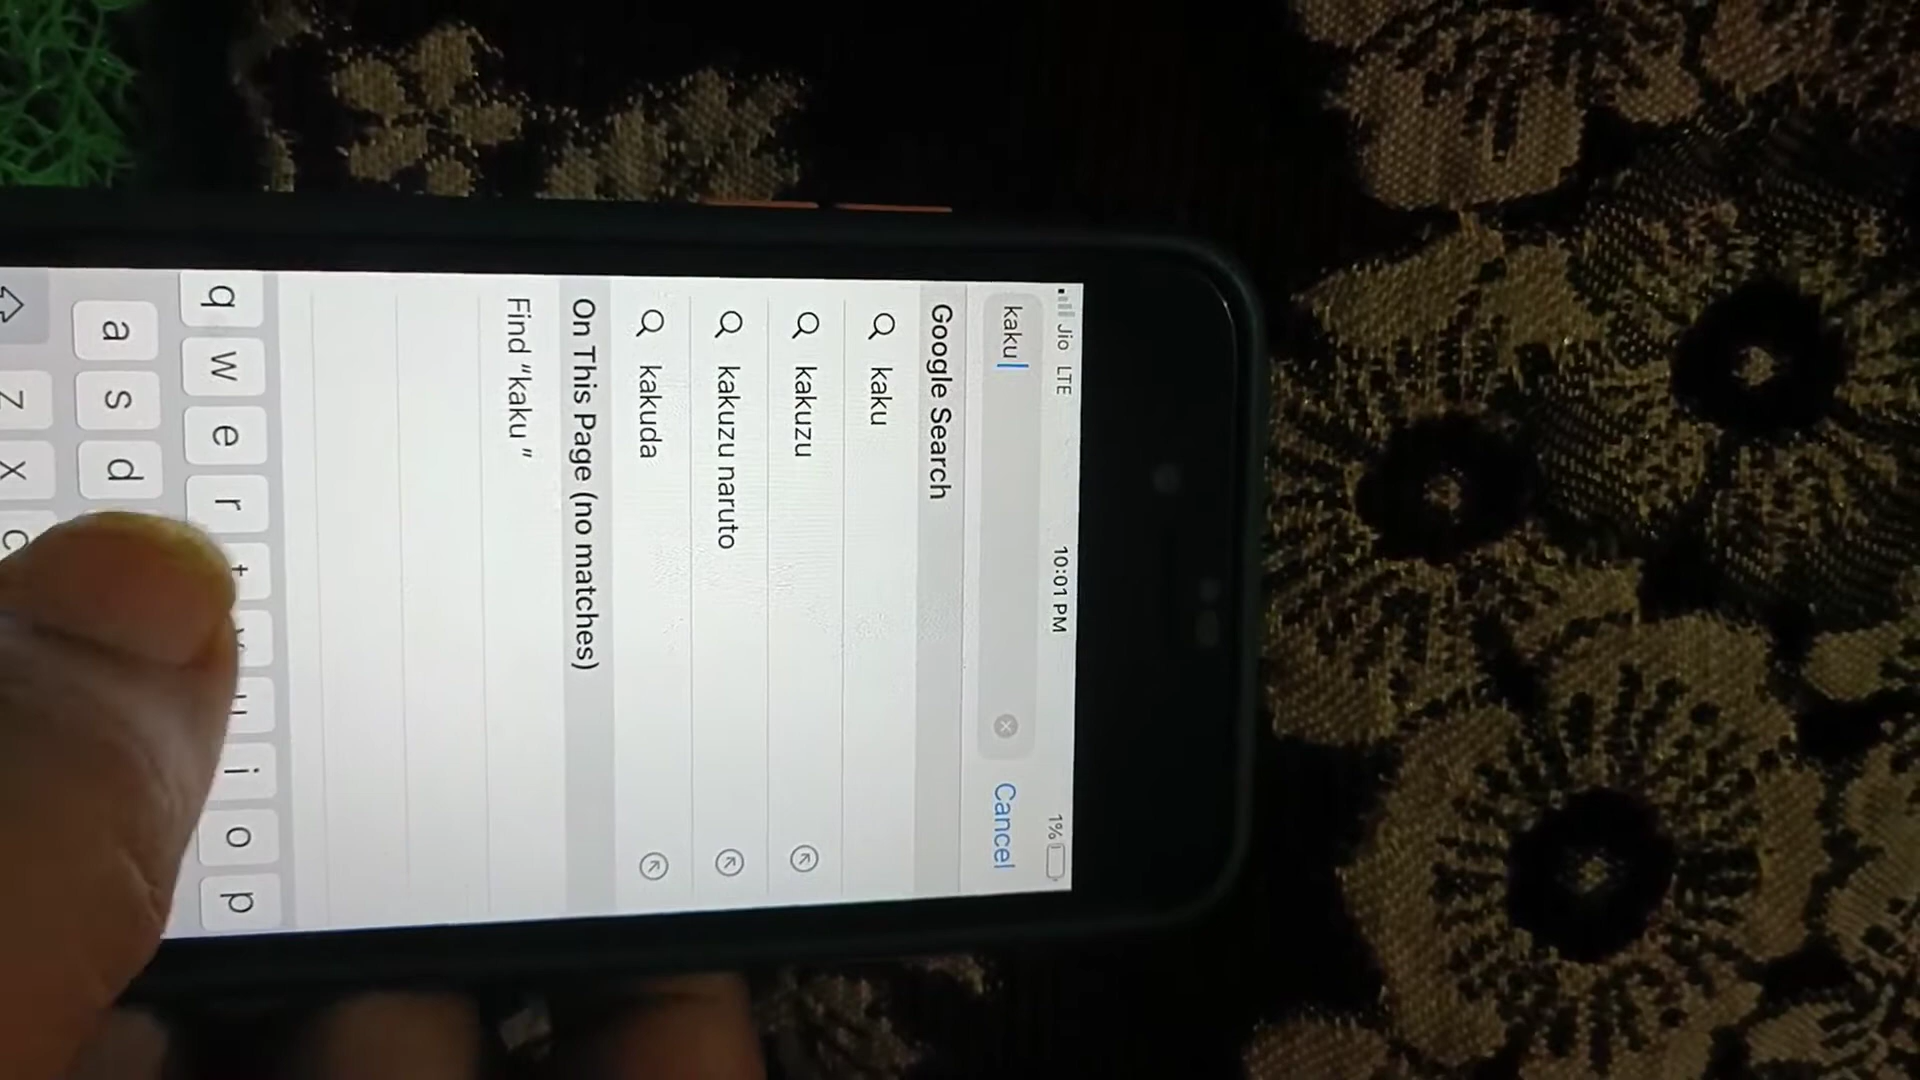 Jio LTE 10:01 PM 1%
kaku Cancel
Google Search
kaku
kakuzu
kakuzu naruto
kakuda
On This Page (no matches)
Find “kaku ”
q w e r t i o p
a s d
z x c